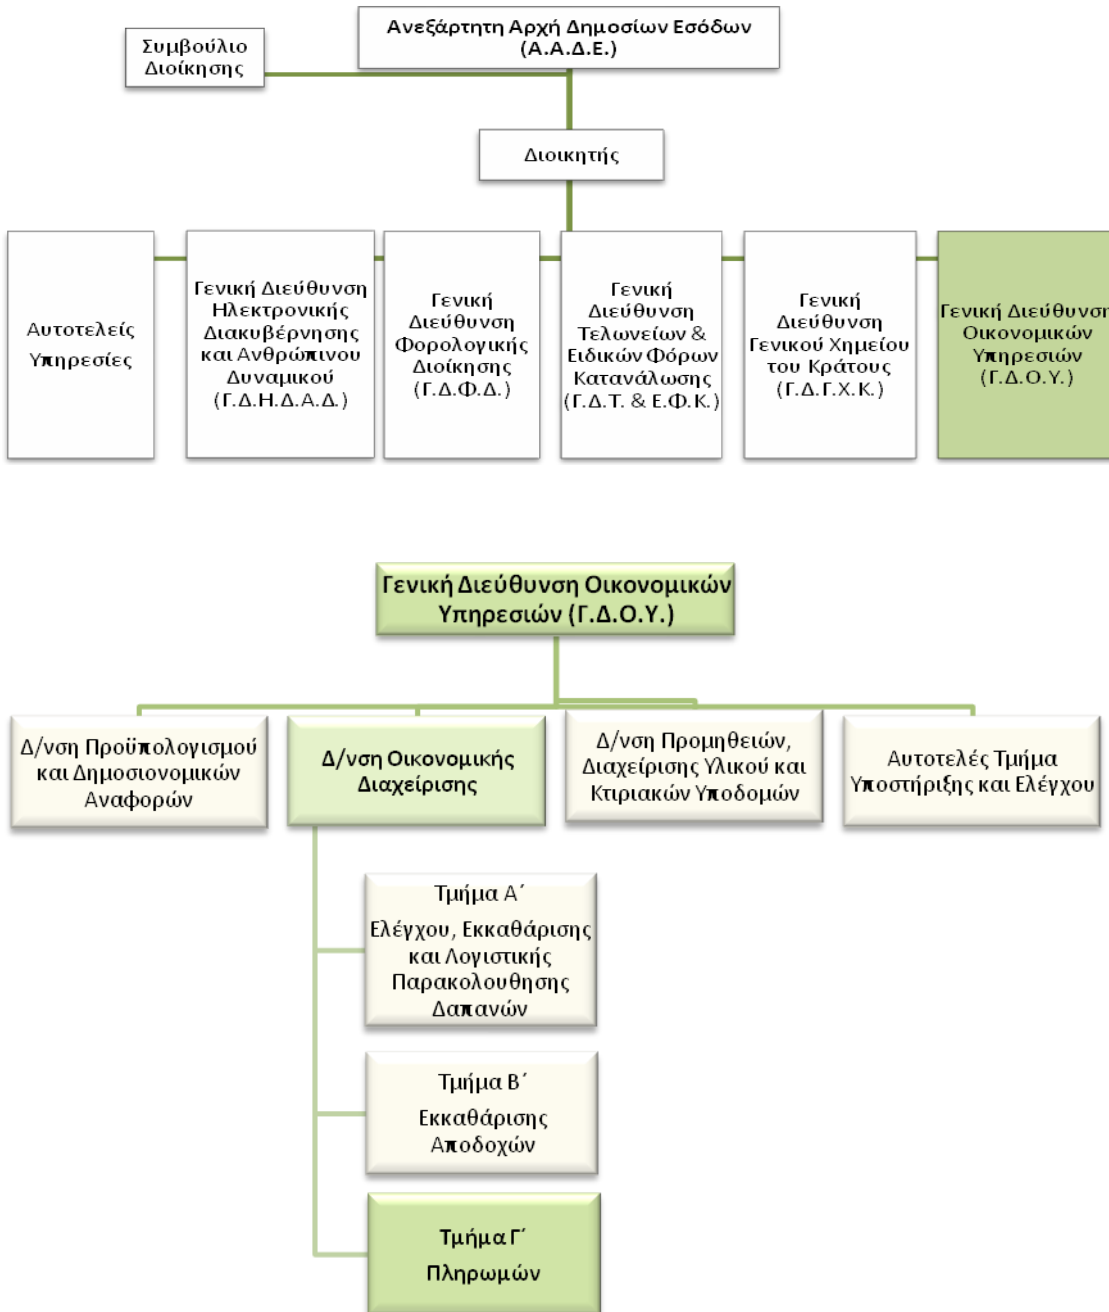 Ανεξάρτητη Αρχή Δημοσίων Εσόδων
(Α.Α.Δ.Ε.)
Συμβούλιο
Διοίκησης
Διοικητής
Αυτοτελείς
Υπηρεσίες
Γενική Διεύθυνση
Ηλεκτρονικής
Διακυβέρνησης
και Ανθρώπινου
Δυναμικού
(Γ.Δ.Η.Δ.Α.Δ.)
Γενική
Διεύθυνση
Φορολογικής
Διοίκησης
(Γ.Δ.Φ.Δ.)
Γενική
Διεύθυνση
Τελωνείων &
Ειδικών Φόρων
Κατανάλωσης
(Γ.Δ.Τ. & Ε.Φ.Κ.)
Γενική
Διεύθυνση
Γενικού Χημείου
του Κράτους
(Γ.Δ.Γ.Χ.Κ.)
Γενική Διεύθυνση
Οικονομικών
Υπηρεσιών
(Γ.Δ.Ο.Υ.)
Γενική Διεύθυνση Οικονομικών
Υπηρεσιών (Γ.Δ.Ο.Υ.)
Δ/νση Προϋπολογισμού
και Δημοσιονομικών
Αναφορών
Δ/νση Οικονομικής
Διαχείρισης
Δ/νση Προμηθειών,
Διαχείρισης Υλικού και
Κτιριακών Υποδομών
Αυτοτελές Τμήμα
Υποστήριξης και Ελέγχου
Τμήμα Α΄
Ελέγχου, Εκκαθάρισης
και Λογιστικής
Παρακολουθησης
Δαπανών
Τμήμα Β΄
Εκκαθάρισης
Αποδοχών
Τμήμα Γ΄
Πληρωμών